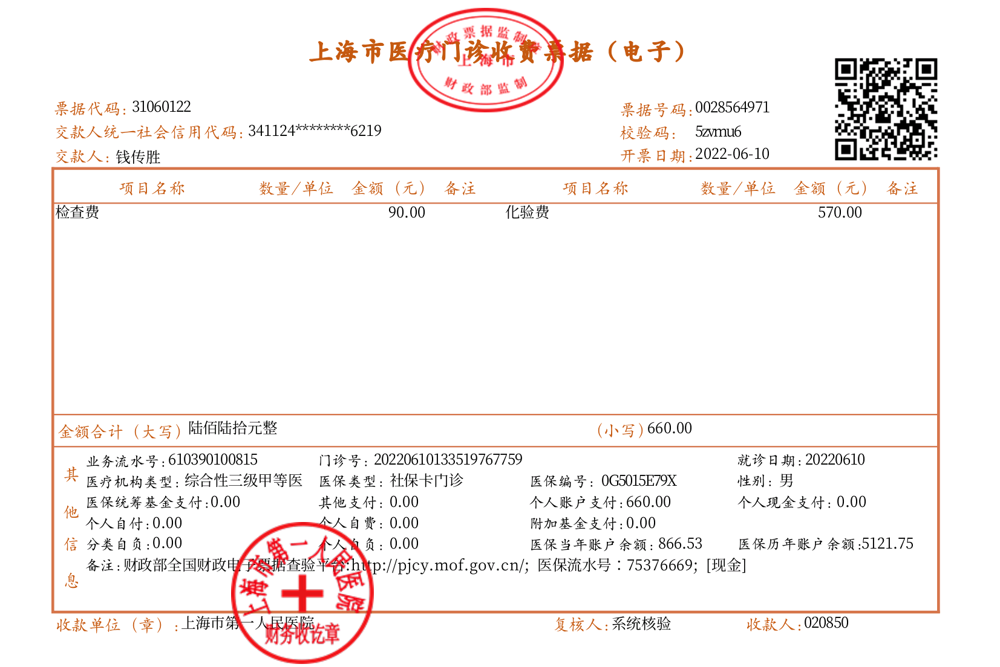 上海市医疗门诊收费票据（电子）
财政票据监制章
上海市
财政部监制
票据代码: 31060122
票据号码:0028564971
交款人统一社会信用代码: 341124********6219
校验码: 5zvmu6
交款人: 钱传胜
开票日期:2022-06-10
项目名称 数量/单位 金额（元） 备注 项目名称 数量/单位 金额（元） 备注
检查费 90.00 化验费 570.00
金额合计（大写）陆佰陆拾元整 (小写)660.00
其他信息
业务流水号:610390100815 门诊号: 20220610133519767759 就诊日期:20220610
医疗机构类型: 综合性三级甲等医 医保类型: 社保卡门诊 医保编号: 0G5015E79X 性别: 男
医保统筹基金支付:0.00 其他支付: 0.00 个人账户支付:660.00 个人现金支付: 0.00
个人自付:0.00 个人自费: 0.00 附加基金支付:0.00
分类自负:0.00 个人自负: 0.00 医保当年账户余额: 866.53 医保历年账户余额:5121.75
备注:财政部全国财政电子票据查验平台:http://pjcy.mof.gov.cn/; 医保流水号：75376669; [现金]
收款单位（章）:上海市第一人民医院 复核人:系统核验 收款人:020850
上海市第一人民医院
财务收讫章